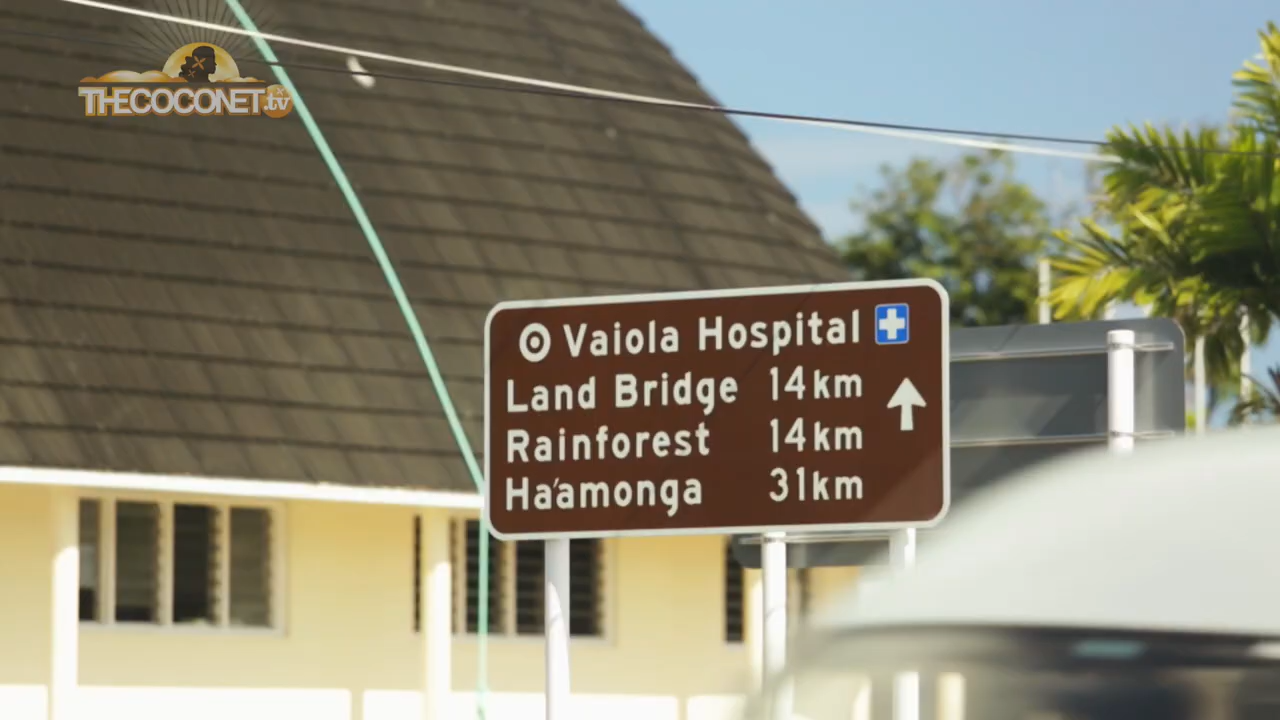 THECOCONET.tv
Vaiola Hospital
Land Bridge 14km
Rainforest 14km
Ha'amonga 31km